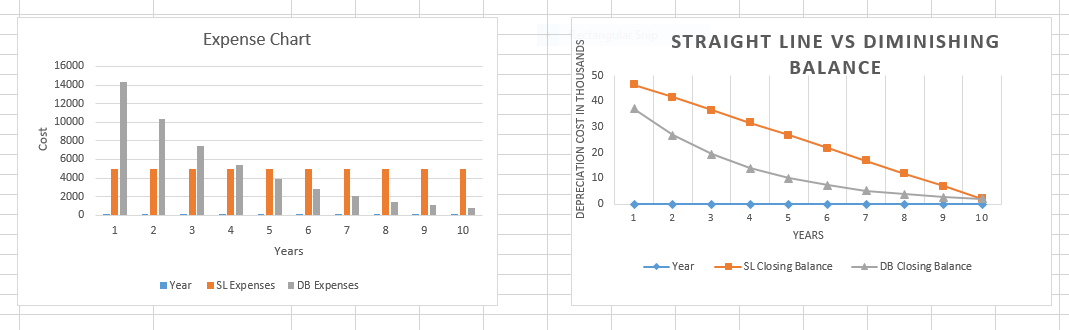 Expense Chart
Cost
16000
14000
12000
10000
8000
6000
4000
2000
0
1 2 3 4 5 6 7 8 9 10
Years
Year SL Expenses DB Expenses
STRAIGHT LINE VS DIMINISHING
BALANCE
DEPRECIATION COST IN THOUSANDS
50
40
30
20
10
0
1 2 3 4 5 6 7 8 9 10
YEARS
Year SL Closing Balance DB Closing Balance